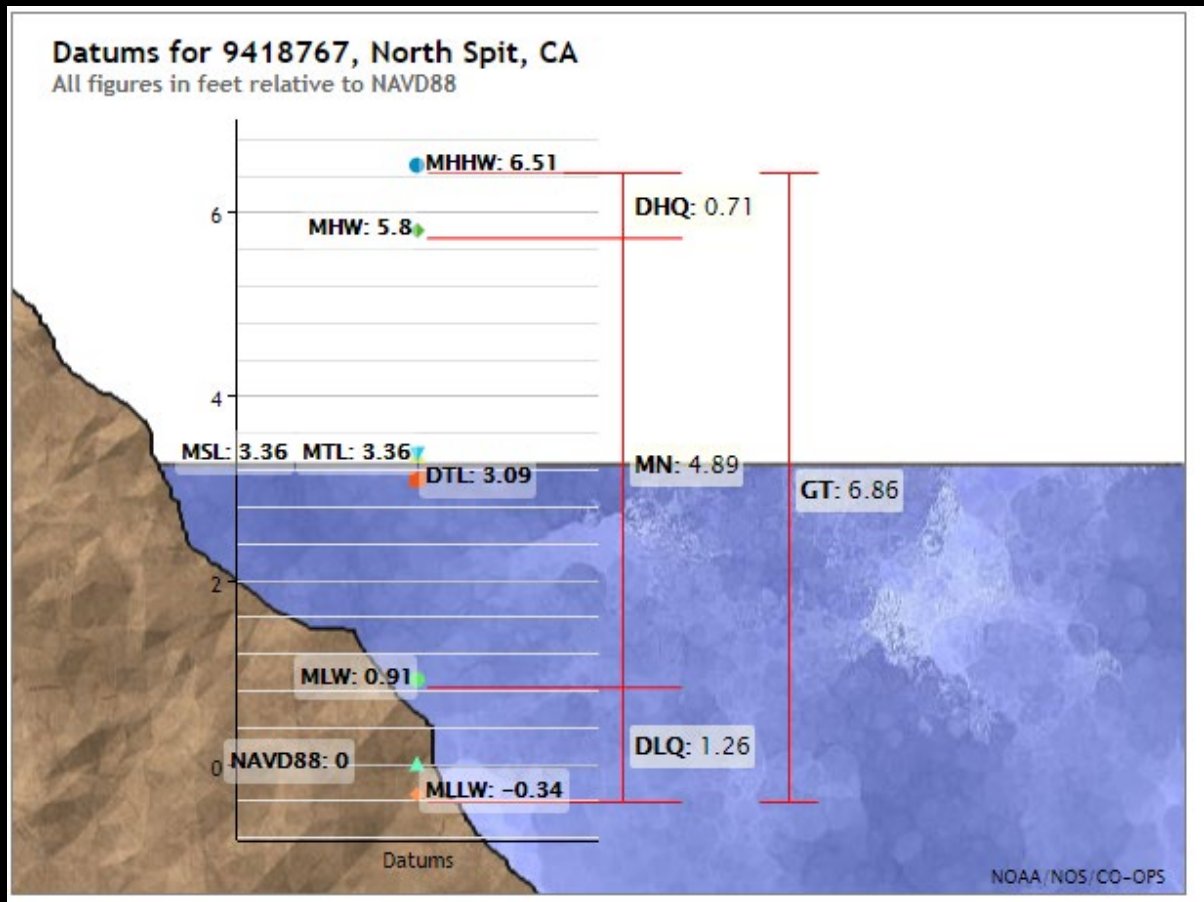 Datums for 9418767, North Spit, CA
All figures in feet relative to NAVD88
MHHW: 6.51
DHQ: 0.71
6
MHW: 5.8
4
MSL: 3.36 MTL: 3.36
MN: 4.89
DTL: 3.09
GT: 6.86
2
MLW: 0.91
DLQ: 1.26
0
NAVD88: 0
MLLW: −0.34
Datums
NOAA/NOS/CO-OPS